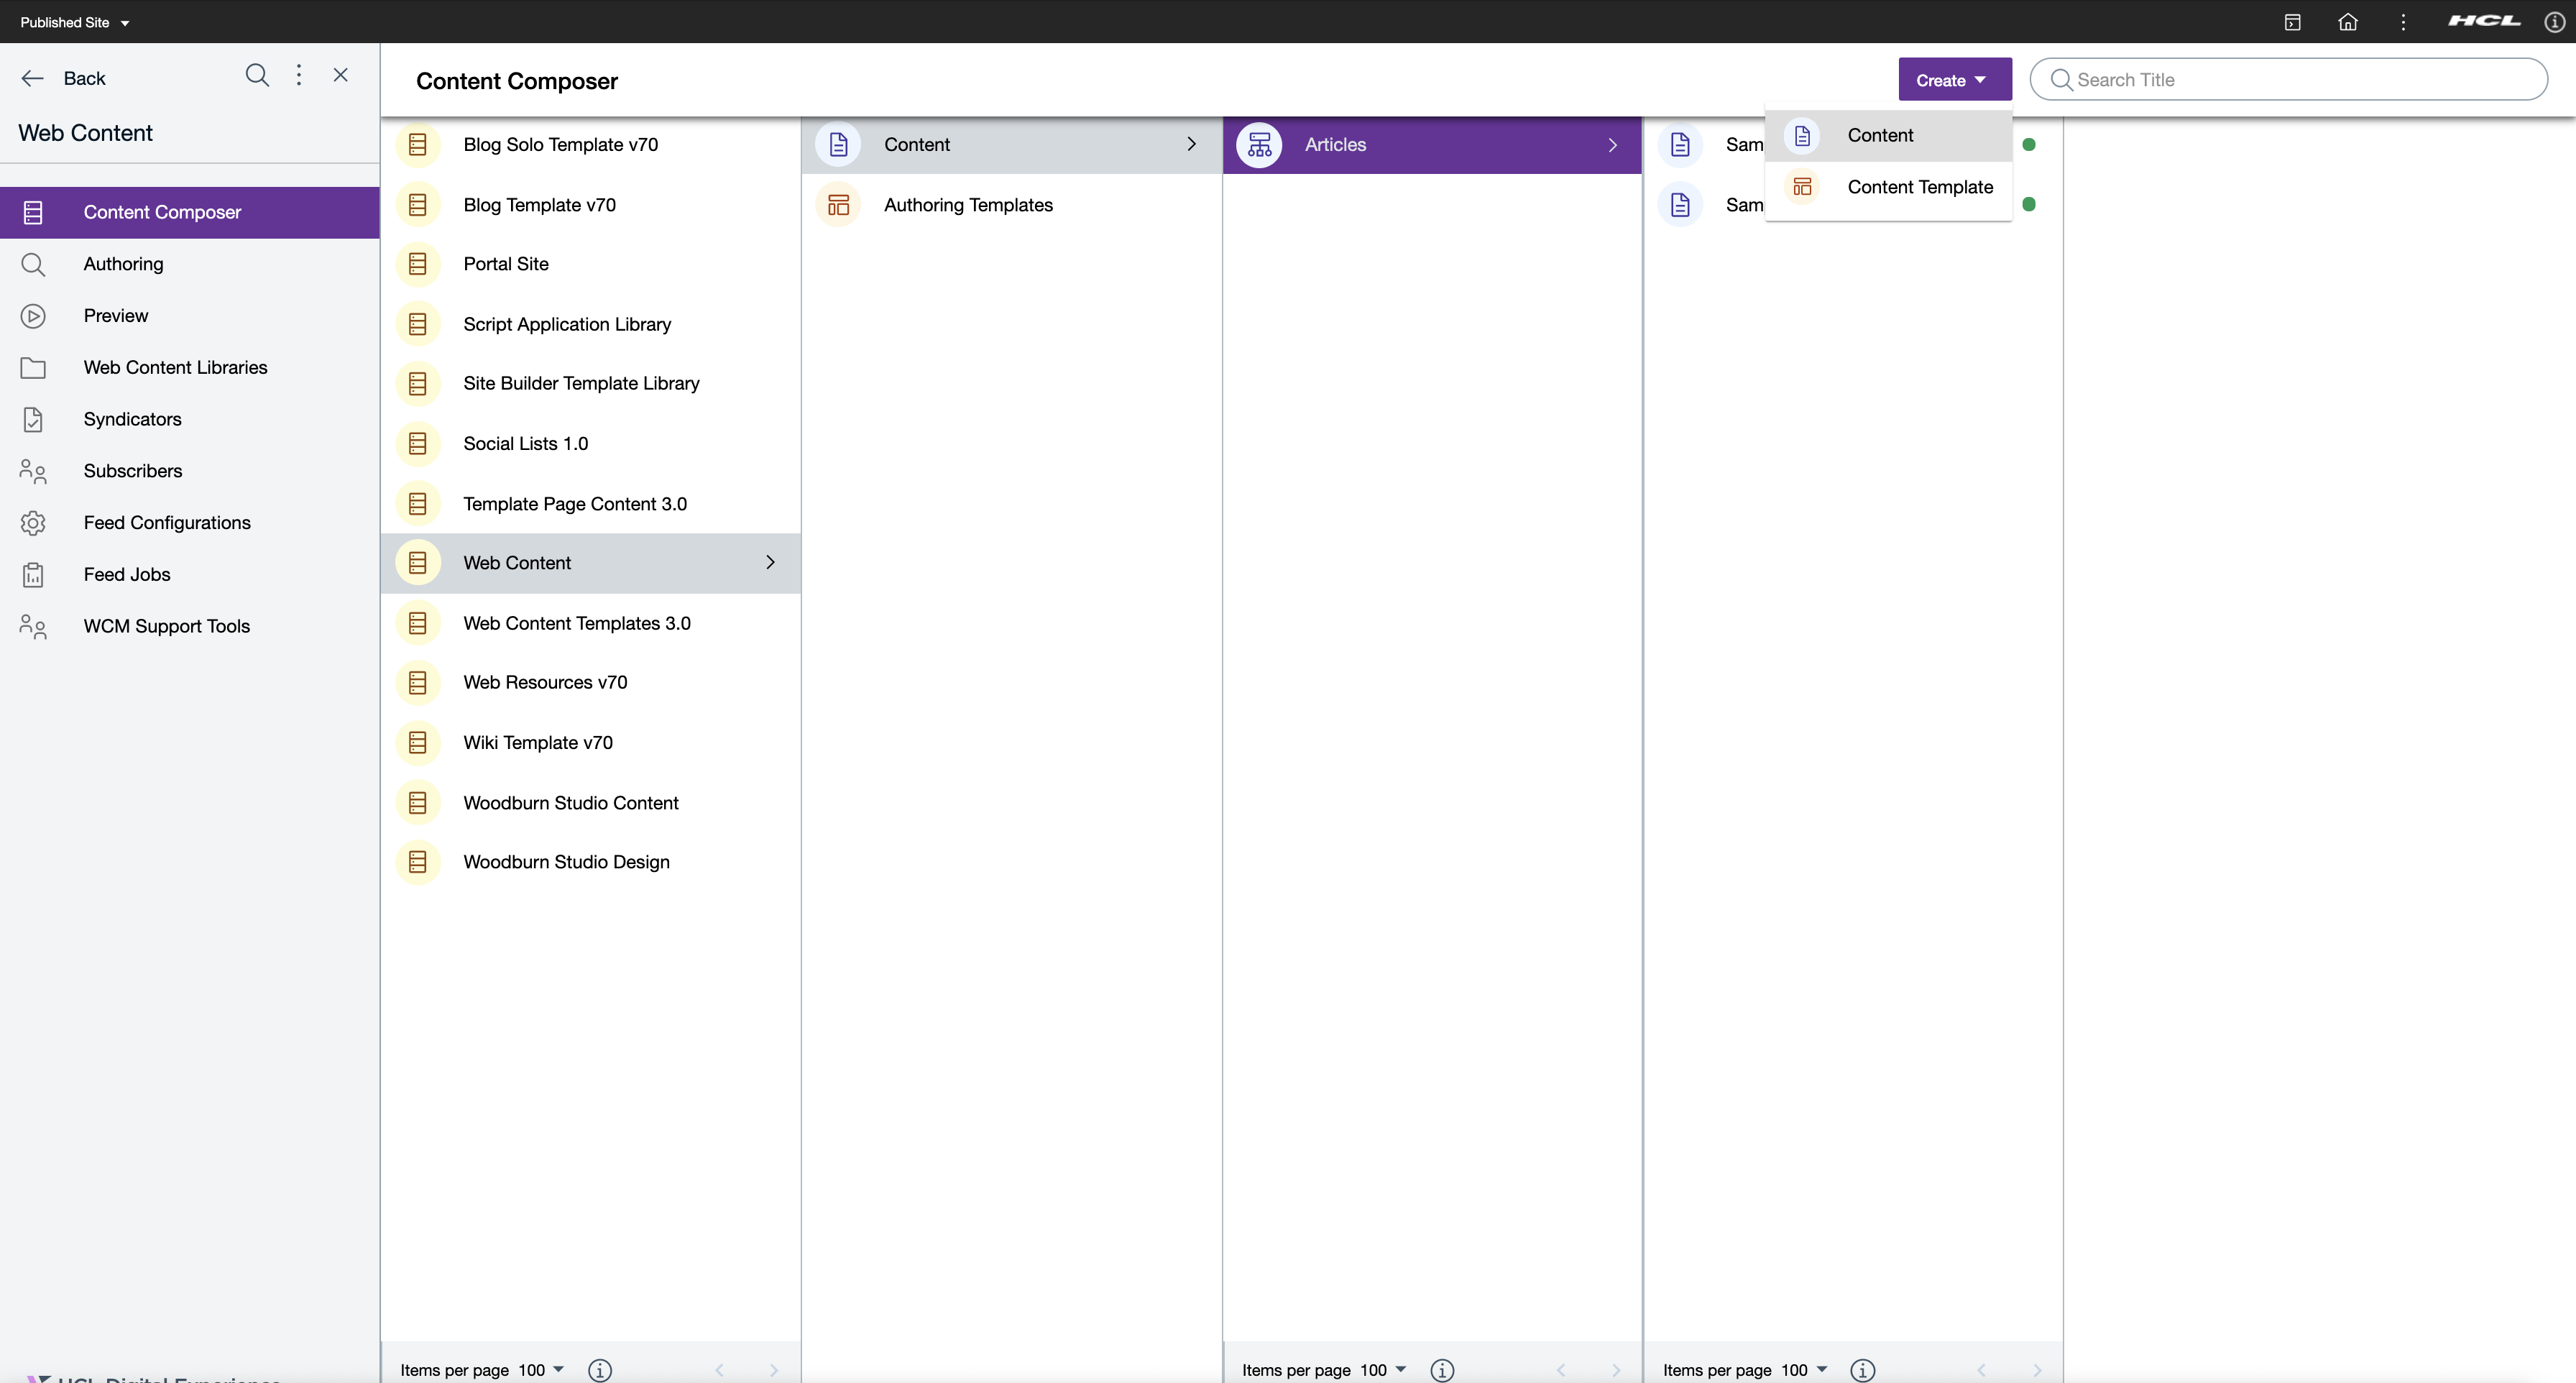 Published Site
HCL
Back
Web Content
Content Composer
Authoring
Preview
Web Content Libraries
Syndicators
Subscribers
Feed Configurations
Feed Jobs
WCM Support Tools
HCL Digital Experience
Content Composer
Create
Search Title
Content
Content Template
Blog Solo Template v70
Blog Template v70
Portal Site
Script Application Library
Site Builder Template Library
Social Lists 1.0
Template Page Content 3.0
Web Content
Web Content Templates 3.0
Web Resources v70
Wiki Template v70
Woodburn Studio Content
Woodburn Studio Design
Items per page 100
Content
Authoring Templates
Articles
Items per page 100
Sam
Sam
Items per page 100